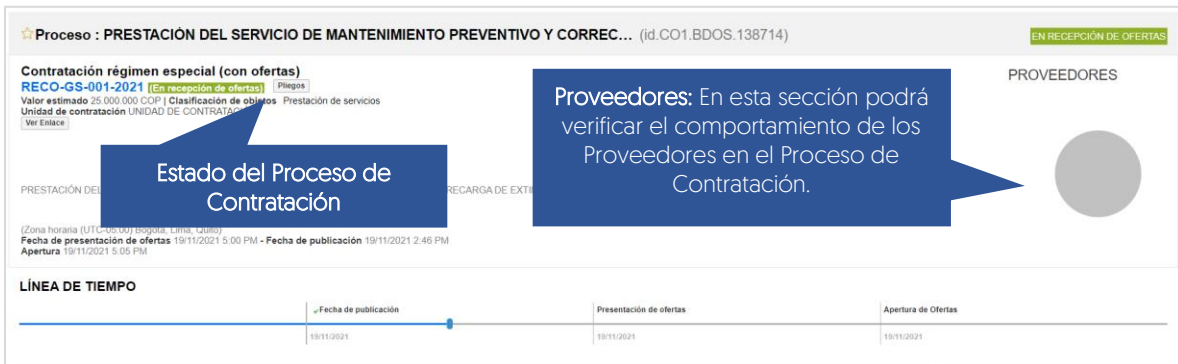 Proceso : PRESTACIÓN DEL SERVICIO DE MANTENIMIENTO PREVENTIVO Y CORREC... (id.CO1.BDOS.138714)
EN RECEPCIÓN DE OFERTAS
Contratación régimen especial (con ofertas)
RECO-GS-001-2021 (En recepción de ofertas) Pliegos
Valor estimado 25.000.000 COP | Clasificación de objetos Prestación de servicios
Unidad de contratación UNIDAD DE
Ver Enlace
PROVEEDORES
Proveedores: En esta sección podrá
verificar el comportamiento de los
Proveedores en el Proceso de
Contratación.
Estado del Proceso de
Contratación
PRESTACIÓN RECARGA DE
(Zona horaria (UTC-05:00) Bogotá, Lima, Quito)
Fecha de presentación de ofertas 19/11/2021 5:00 PM - Fecha de publicación 19/11/2021 2:46 PM
Apertura 19/11/2021 5:05 PM
LÍNEA DE TIEMPO
Fecha de publicación
19/11/2021
Presentación de ofertas
19/11/2021
Apertura de Ofertas
19/11/2021